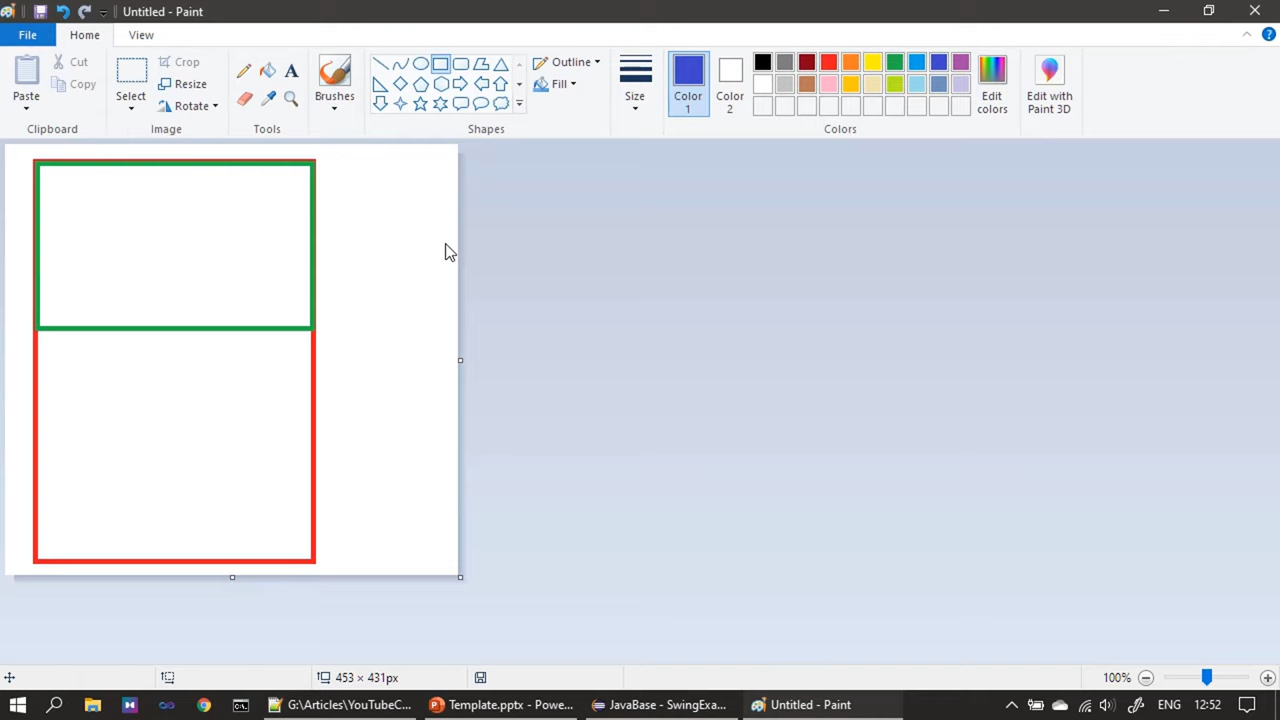 Untitled - Paint
File
Home
View
Paste
Cut
Copy
Clipboard
Select
Crop
Resize
Rotate
Image
A
Tools
Brushes
Shapes
Outline
Fill
Size
Color
1
Color
2
Edit
colors
Colors
Edit with
Paint 3D
453 × 431px
100%
G:\Articles\YouTubeC...
Template.pptx - Powe...
JavaBase - SwingExa...
Untitled - Paint
ENG
12:52